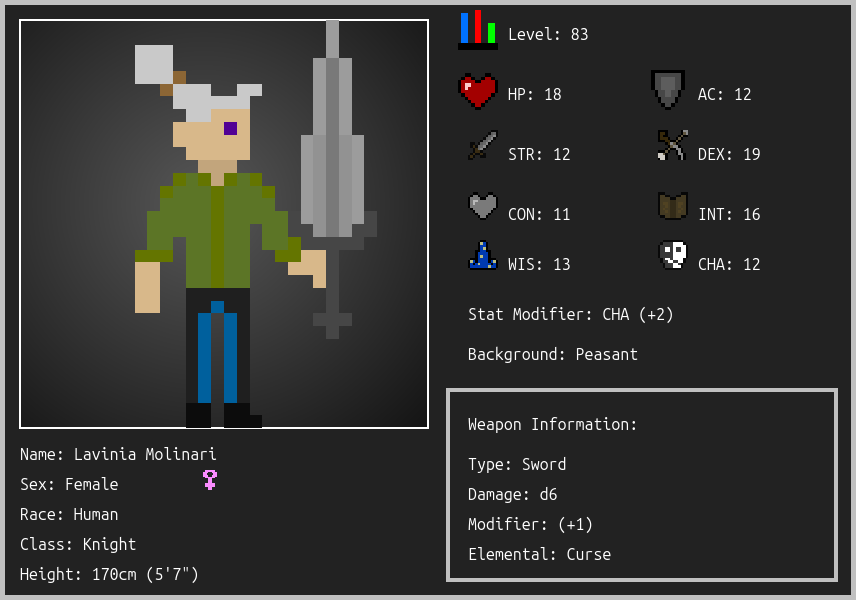 Level: 83
HP: 18
AC: 12
STR: 12
DEX: 19
CON: 11
INT: 16
WIS: 13
CHA: 12
Stat Modifier: CHA (+2)
Background: Peasant
Weapon Information:
Type: Sword
Damage: d6
Modifier: (+1)
Elemental: Curse
Name: Lavinia Molinari
Sex: Female
Race: Human
Class: Knight
Height: 170cm (5'7")